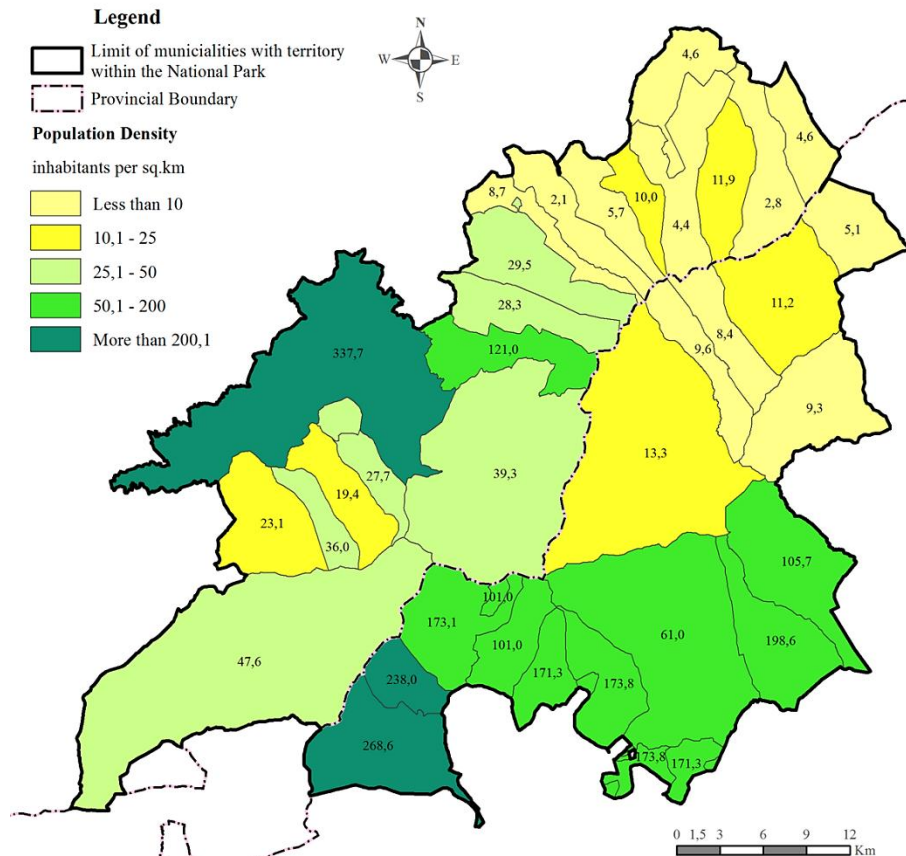 Legend
Limit of municialities with territory
within the National Park
Provincial Boundary
Population Density
inhabitants per sq.km
Less than 10
10,1 - 25
25,1 - 50
50,1 - 200
More than 200,1
N
W E
S
4,6
4,6
11,9
10,0
8,7
2,1
5,7
4,4
2,8
5,1
29,5
28,3
11,2
8,4
9,6
121,0
337,7
9,3
13,3
39,3
27,7
19,4
23,1
36,0
105,7
101,0
173,1
61,0
101,0
198,6
47,6
171,3
238,0
173,8
268,6
173,8
171,3
0 1,5 3 6 9 12
Km